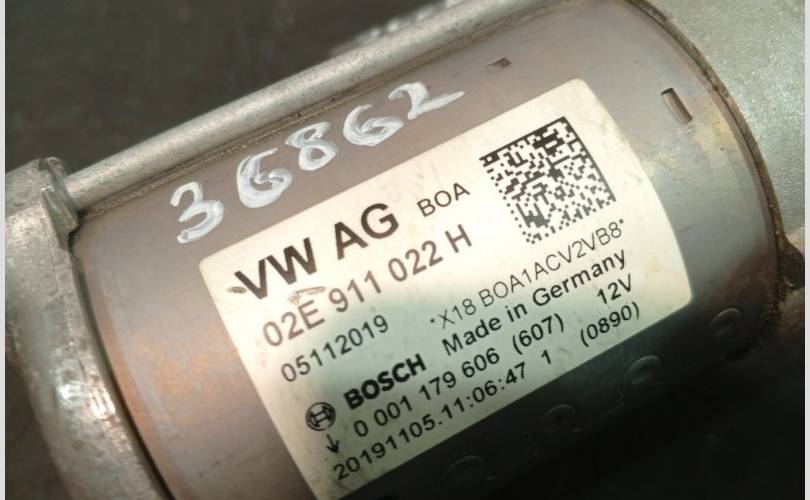 36862
VW AG BOA
02E 911 022 H
05112019 *X18 BOA1ACV2VB8*
BOSCH Made in Germany
0 001 179 606 (607) 12V
20191105.11:06:47 1 (0890)